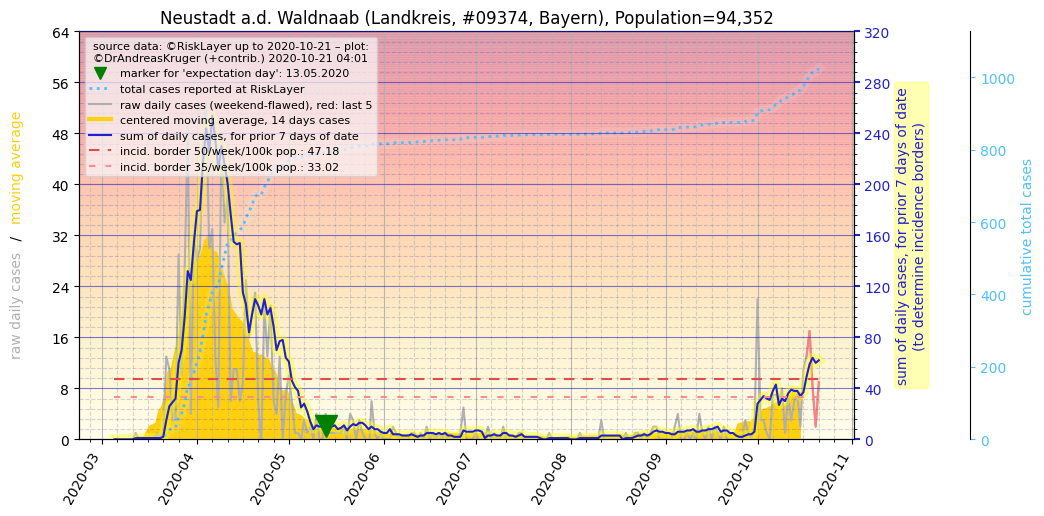 Neustadt a.d. Waldnaab (Landkreis, #09374, Bayern), Population=94,352
source data: ©RiskLayer up to 2020-10-21 – plot:
©DrAndreasKruger (+contrib.) 2020-10-21 04:01
marker for 'expectation day': 13.05.2020
total cases reported at RiskLayer
raw daily cases (weekend-flawed), red: last 5
centered moving average, 14 days cases
sum of daily cases, for prior 7 days of date
incid. border 50/week/100k pop.: 47.18
incid. border 35/week/100k pop.: 33.02
raw daily cases / moving average
64
56
48
40
32
24
16
8
0
2020-03
2020-04
2020-05
2020-06
2020-07
2020-08
2020-09
2020-10
2020-11
320
280
240
200
160
120
80
40
0
sum of daily cases, for prior 7 days of date
(to determine incidence borders)
1000
800
600
400
200
0
cumulative total cases